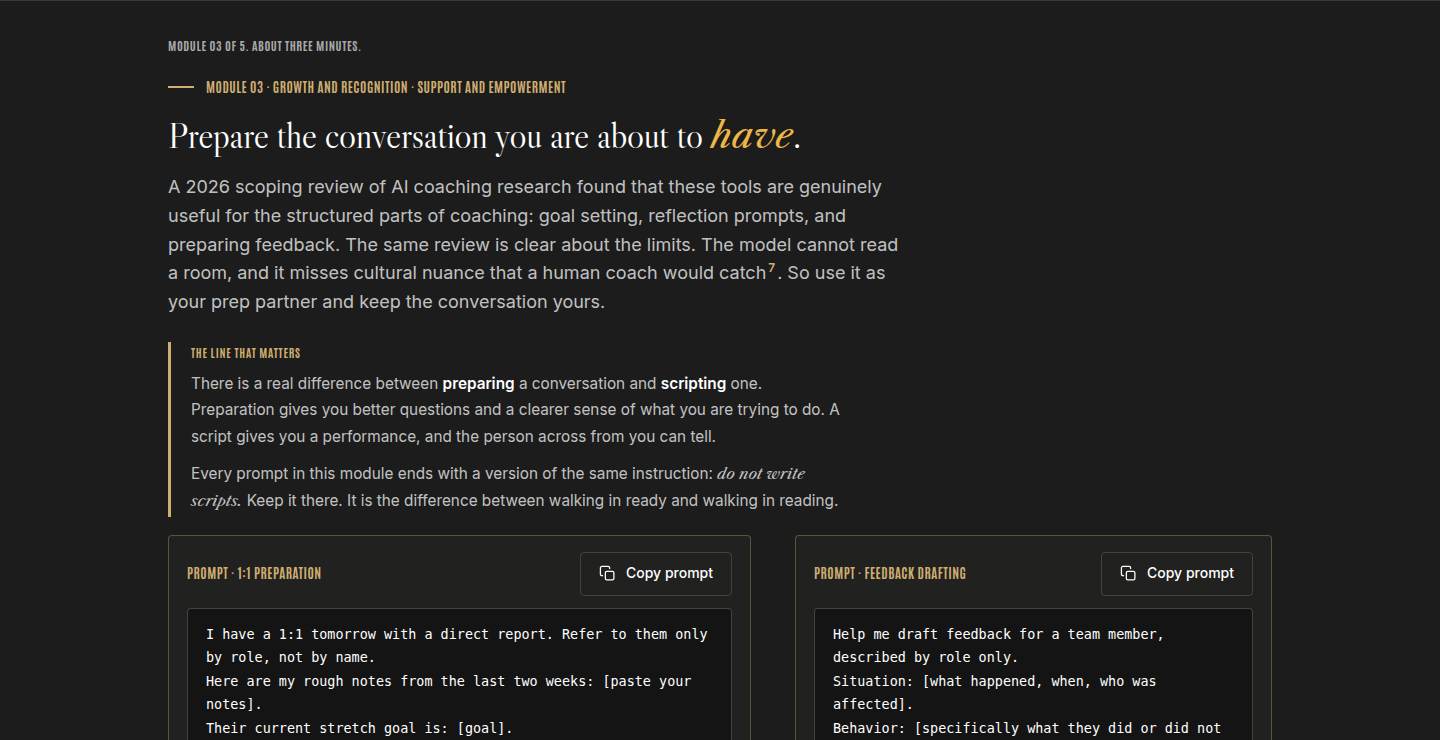 MODULE 03 OF 5. ABOUT THREE MINUTES.
MODULE 03 · GROWTH AND RECOGNITION · SUPPORT AND EMPOWERMENT
Prepare the conversation you are about to have.
A 2026 scoping review of AI coaching research found that these tools are genuinely
useful for the structured parts of coaching: goal setting, reflection prompts, and
preparing feedback. The same review is clear about the limits. The model cannot read
a room, and it misses cultural nuance that a human coach would catch7. So use it as
your prep partner and keep the conversation yours.
THE LINE THAT MATTERS
There is a real difference between preparing a conversation and scripting one.
Preparation gives you better questions and a clearer sense of what you are trying to do. A
script gives you a performance, and the person across from you can tell.
Every prompt in this module ends with a version of the same instruction: do not write
scripts. Keep it there. It is the difference between walking in ready and walking in reading.
PROMPT · 1:1 PREPARATION
Copy prompt
I have a 1:1 tomorrow with a direct report. Refer to them only
by role, not by name.
Here are my rough notes from the last two weeks: [paste your
notes].
Their current stretch goal is: [goal].
PROMPT · FEEDBACK DRAFTING
Copy prompt
Help me draft feedback for a team member,
described by role only.
Situation: [what happened, when, who was
affected].
Behavior: [specifically what they did or did not